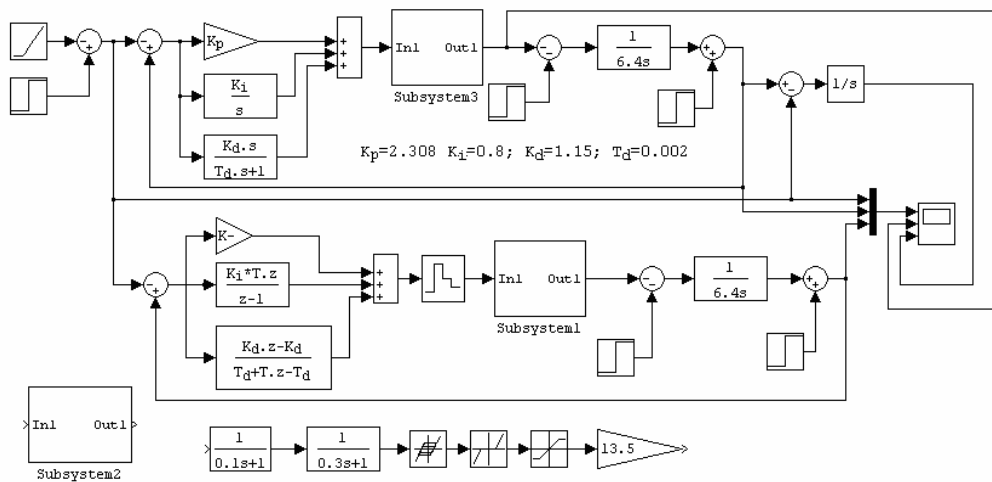 Kp
Ki
s
Kd.s
Td.s+1
In1 Out1
Subsystem3
1
6.4s
1/s
Kp=2.308 Ki=0.8; Kd=1.15; Td=0.002
K-
Ki*T.z
z-1
Kd.z-Kd
Td+T.z-Td
In1 Out1
Subsystem1
1
6.4s
In1 Out1
Subsystem2
1
0.1s+1
1
0.3s+1
13.5